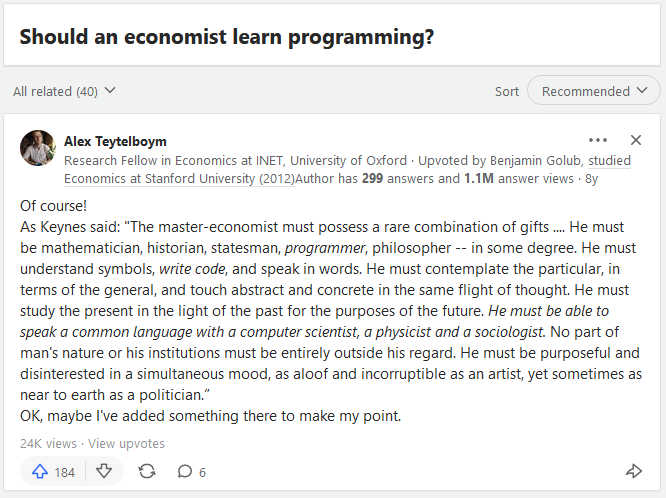 Should an economist learn programming?
All related (40)
Sort
Recommended
Alex Teytelboym
Research Fellow in Economics at INET, University of Oxford · Upvoted by Benjamin Golub, studied
Economics at Stanford University (2012)Author has 299 answers and 1.1M answer views · 8y
Of course!
As Keynes said: "The master-economist must possess a rare combination of gifts .... He must
be mathematician, historian, statesman, programmer, philosopher -- in some degree. He must
understand symbols, write code, and speak in words. He must contemplate the particular, in
terms of the general, and touch abstract and concrete in the same flight of thought. He must
study the present in the light of the past for the purposes of the future. He must be able to
speak a common language with a computer scientist, a physicist and a sociologist. No part of
man's nature or his institutions must be entirely outside his regard. He must be purposeful and
disinterested in a simultaneous mood, as aloof and incorruptible as an artist, yet sometimes as
near to earth as a politician.”
OK, maybe I've added something there to make my point.
24K views · View upvotes
184
6